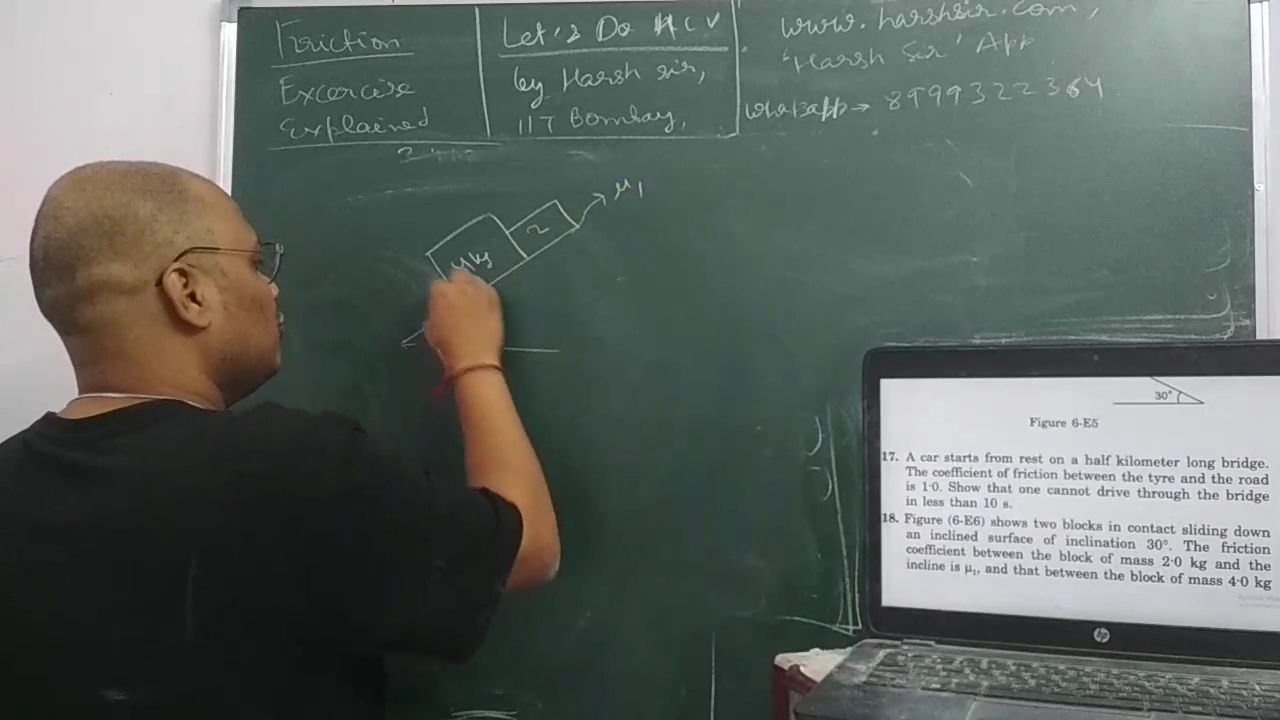 Friction
Excercise
Explained
Let's Do HCV
by Harsh sir,
IIT Bombay,
www.harshsir.com,
'Harsh Sir' App
whatsapp → 8999322364
μ1
2
4kg
30°
Figure 6-E5
17. A car starts from rest on a half kilometer long bridge.
The coefficient of friction between the tyre and the road
is 1·0. Show that one cannot drive through the bridge
in less than 10 s.
18. Figure (6-E6) shows two blocks in contact sliding down
an inclined surface of inclination 30°. The friction
coefficient between the block of mass 2·0 kg and the
incline is μ₁, and that between the block of mass 4·0 kg
hp